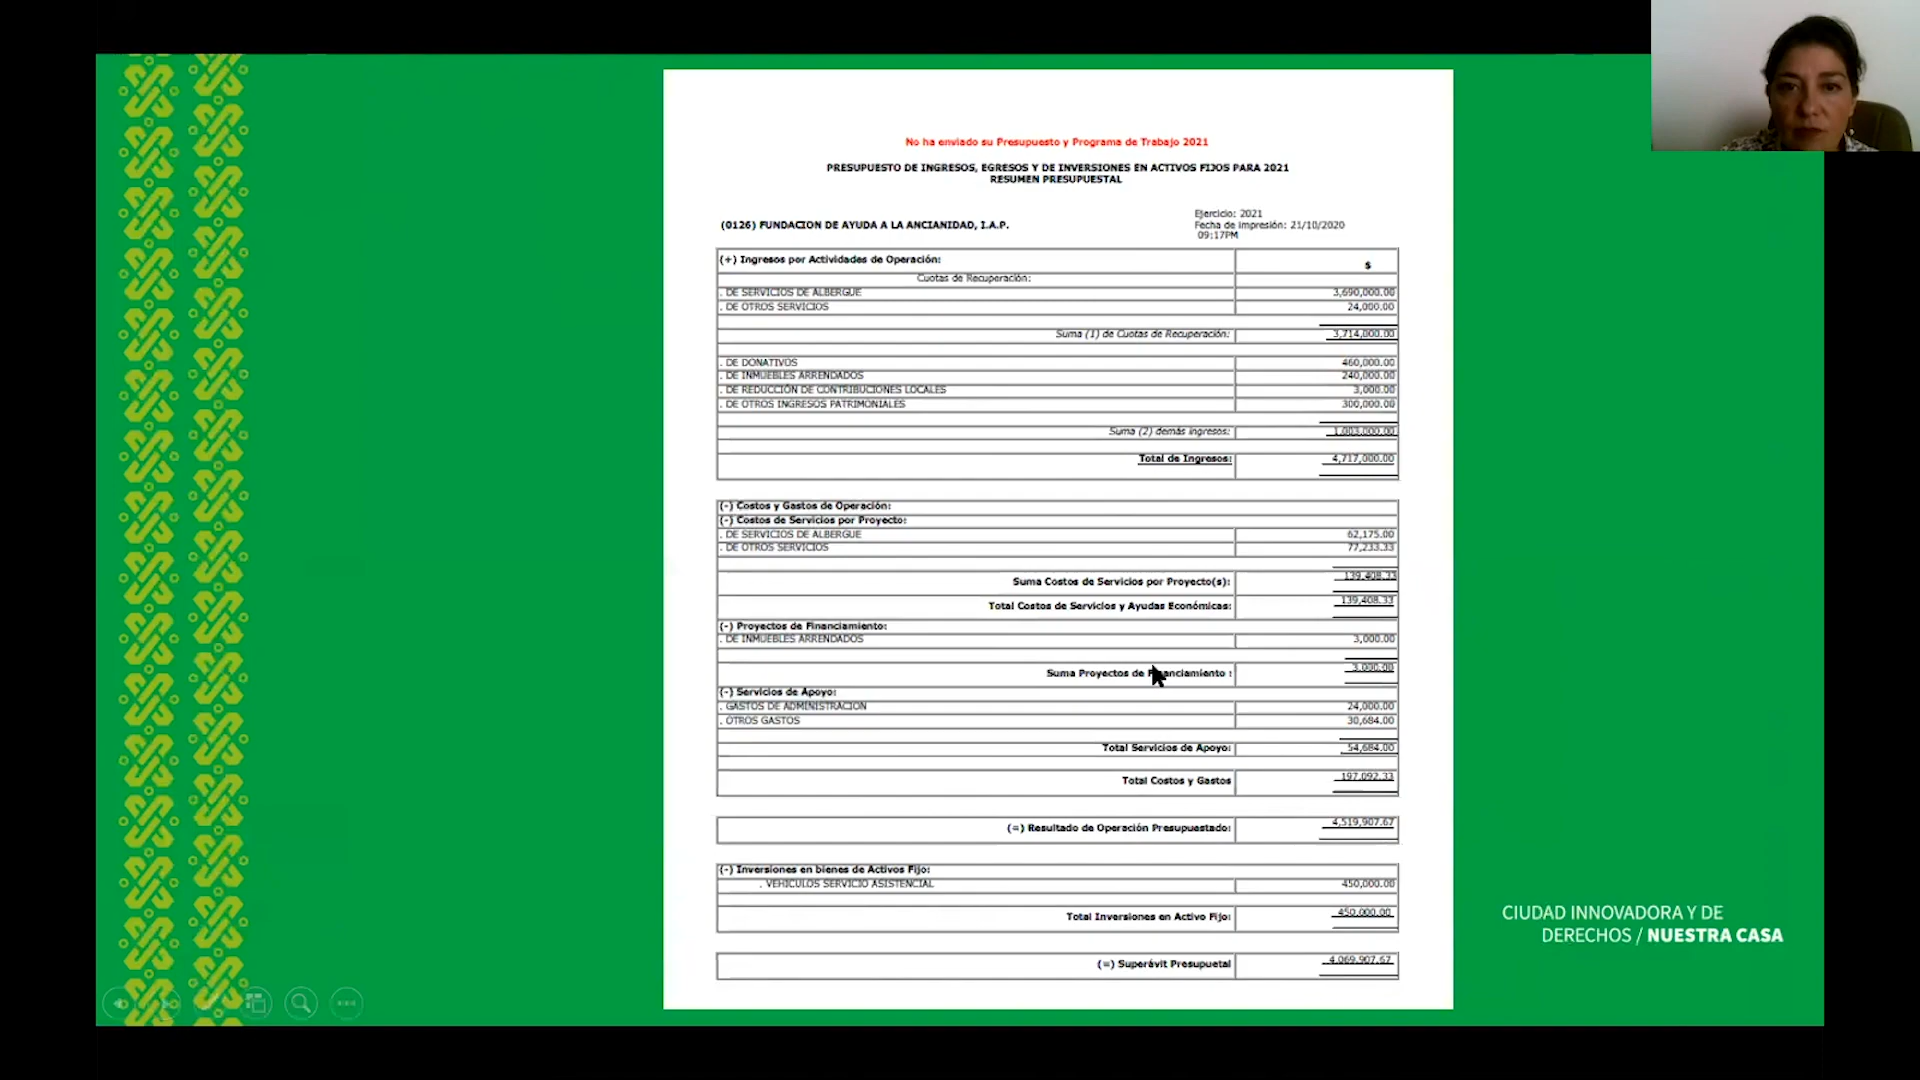 No ha enviado su Presupuesto y Programa de Trabajo 2021
PRESUPUESTO DE INGRESOS, EGRESOS Y DE INVERSIONES EN ACTIVOS FIJOS PARA 2021
RESUMEN PRESUPUESTAL
(0126) FUNDACION DE AYUDA A LA ANCIANIDAD, I.A.P.
Ejercicio: 2021
Fecha de impresión: 21/10/2020
09:17PM
(+) Ingresos por Actividades de Operación: $
Cuotas de Recuperación:
. DE SERVICIOS DE ALBERGUE 3,690,000.00
. DE OTROS SERVICIOS 24,000.00
Suma (1) de Cuotas de Recuperación: 3,714,000.00
. DE DONATIVOS 460,000.00
. DE INMUEBLES ARRENDADOS 240,000.00
. DE REDUCCIÓN DE CONTRIBUCIONES LOCALES 3,000.00
. DE OTROS INGRESOS PATRIMONIALES 300,000.00
Suma (2) demás ingresos: 1,003,000.00
Total de Ingresos: 4,717,000.00
(-) Costos y Gastos de Operación:
(-) Costos de Servicios por Proyecto:
. DE SERVICIOS DE ALBERGUE 62,175.00
. DE OTROS SERVICIOS 77,233.33
Suma Costos de Servicios por Proyecto(s): 139,408.33
Total Costos de Servicios y Ayudas Económicas: 139,408.33
(-) Proyectos de Financiamiento:
. DE INMUEBLES ARRENDADOS 3,000.00
Suma Proyectos de Financiamiento : 3,000.00
(-) Servicios de Apoyo:
. GASTOS DE ADMINISTRACION 24,000.00
. OTROS GASTOS 30,684.00
Total Servicios de Apoyo: 54,684.00
Total Costos y Gastos 197,092.33
(=) Resultado de Operación Presupuestado: 4,519,907.67
(-) Inversiones en bienes de Activos Fijo:
. VEHICULOS SERVICIO ASISTENCIAL 450,000.00
Total Inversiones en Activo Fijo: 450,000.00
(=) Superávit Presupuetal 4,069,907.67
CIUDAD INNOVADORA Y DE
DERECHOS / NUESTRA CASA